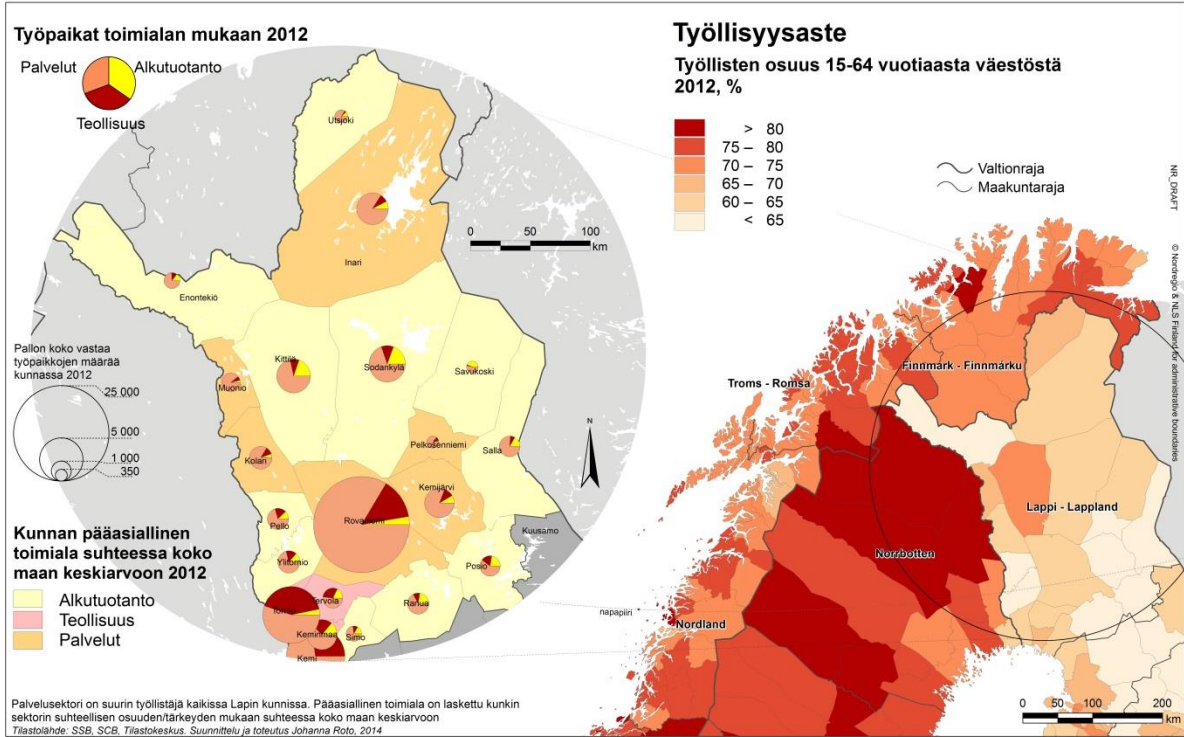 Työpaikat toimialan mukaan 2012
Palvelut
Alkutuotanto
Teollisuus
Utsjoki
Inari
Enontekiö
Kittilä
Sodankylä
Savukoski
Muonio
Pelkosenniemi
Salla
Kolari
Kemijärvi
Rovaniemi
Pello
Kuusamo
Ylitornio
Posio
Tervola
Ranua
Tornio
Keminmaa
Simo
Kemi
0 50 100
km
N
Pallon koko vastaa
työpaikkojen määrää
kunnassa 2012
25 000
5 000
1 000
350
Kunnan pääasiallinen
toimiala suhteessa koko
maan keskiarvoon 2012
Alkutuotanto
Teollisuus
Palvelut
Palvelusektori on suurin työllistäjä kaikissa Lapin kunnissa. Pääasiallinen toimiala on laskettu kunkin
sektorin suhteellisen osuuden/tärkeyden mukaan suhteessa koko maan keskiarvoon
Tilastolähde: SSB, SCB, Tilastokeskus. Suunnittelu ja toteutus Johanna Roto, 2014
Työllisyysaste
Työllisten osuus 15-64 vuotiaasta väestöstä
2012, %
> 80
75 – 80
70 – 75
65 – 70
60 – 65
< 65
Valtionraja
Maakuntaraja
NR_DRAFT
© Nordregio & NLS Finland for administrative boundaries
Troms - Romsa
Finnmark - Finnmárku
Lappi - Lappland
Norrbotten
napapiiri
Nordland
0 50 100 200
km